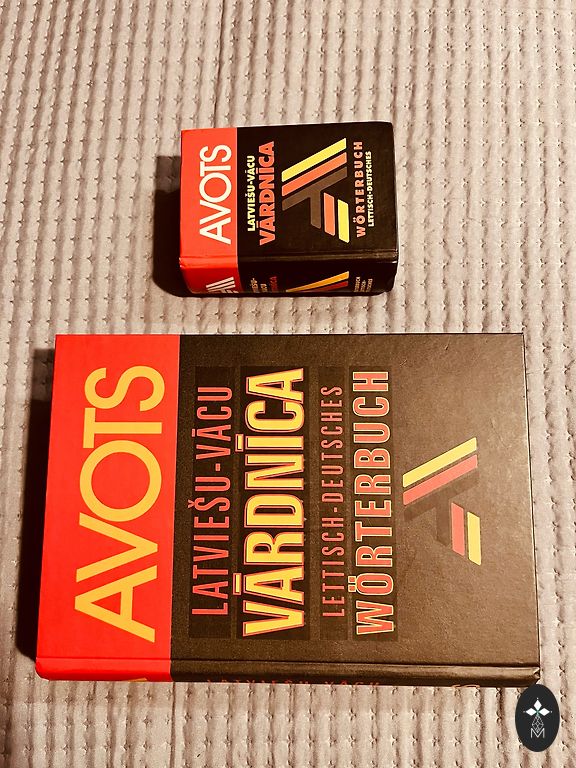 AVOTS
LATVIEŠU-VĀCU
VĀRDNĪCA
WÖRTERBUCH
LETTISCH-DEUTSCHES
AVOTS
LATVIEŠU-VĀCU
VĀRDNĪCA
LETTISCH-DEUTSCHES
WÖRTERBUCH